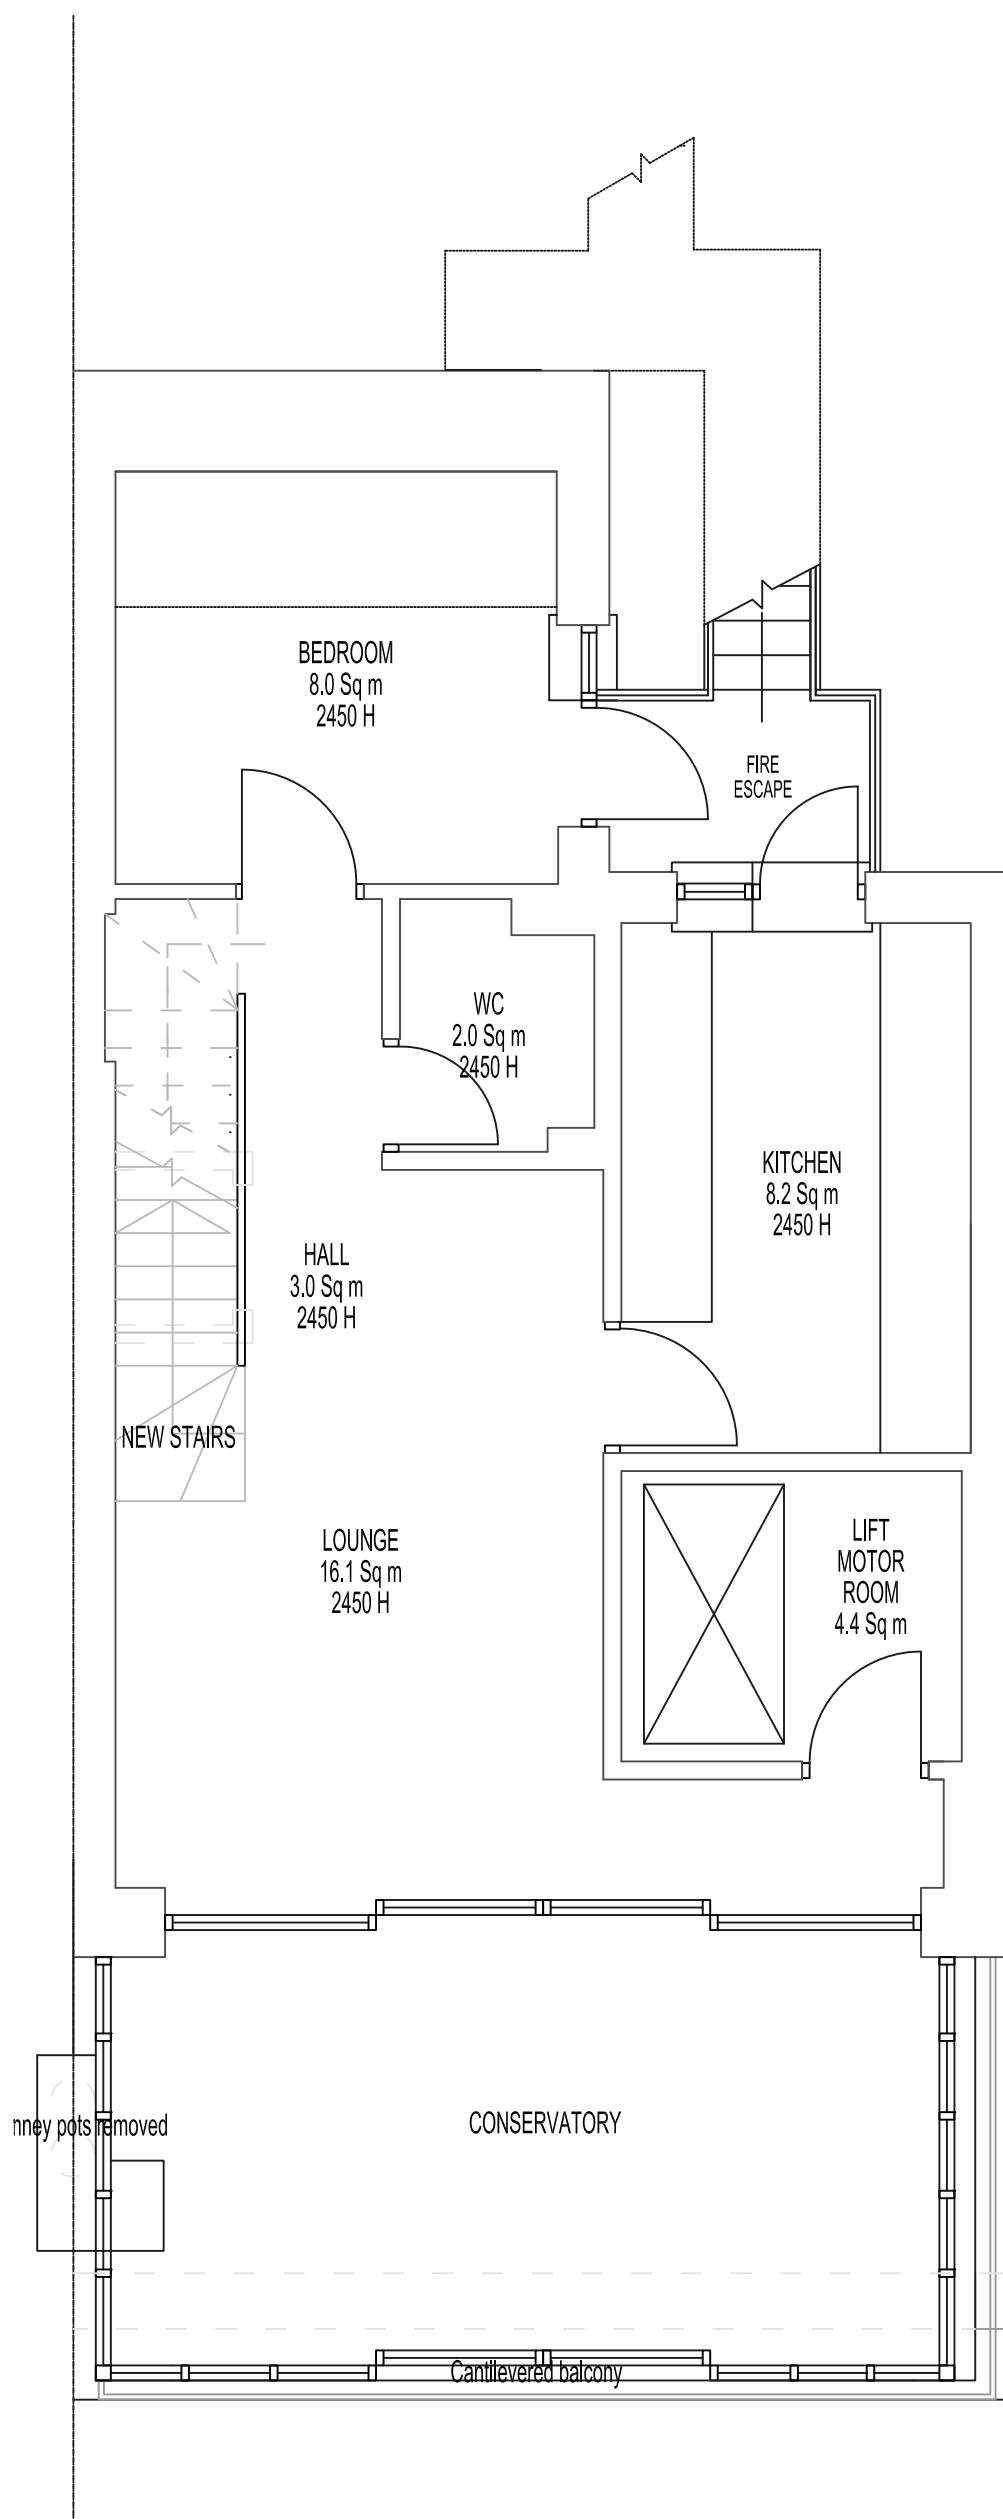 BEDROOM
8.0 Sq m
2450 H
FIRE
ESCAPE
WC
2.0 Sq m
2450 H
KITCHEN
8.2 Sq m
2450 H
HALL
3.0 Sq m
2450 H
NEW STAIRS
LOUNGE
16.1 Sq m
2450 H
LIFT
MOTOR
ROOM
4.4 Sq m
CONSERVATORY
nney pots removed
Cantilevered balcony